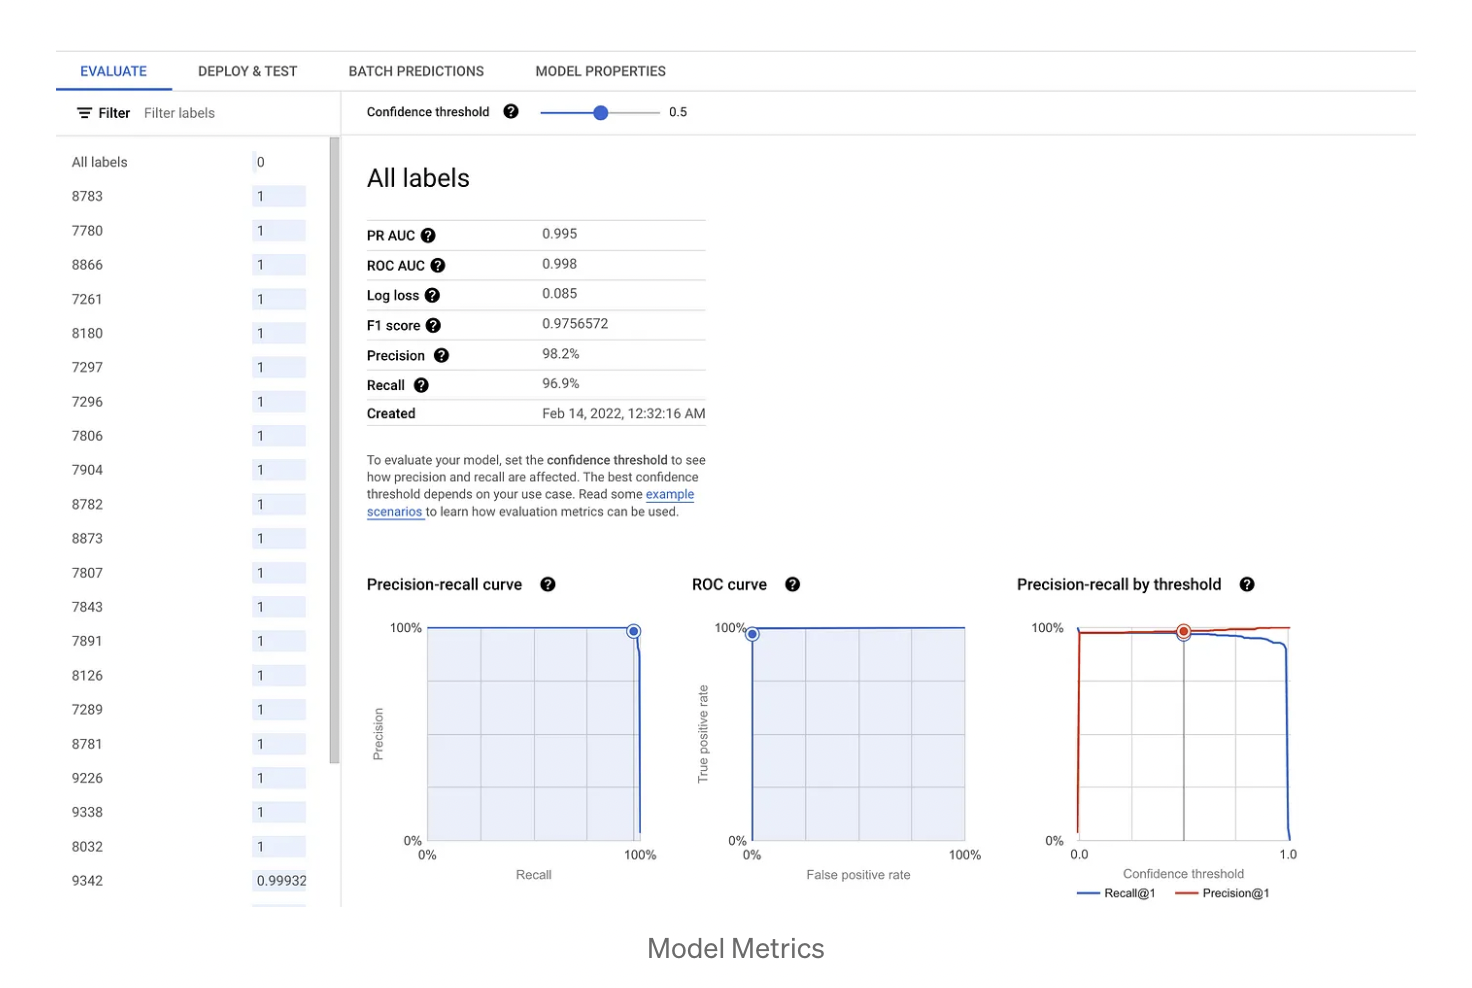 EVALUATE DEPLOY & TEST BATCH PREDICTIONS MODEL PROPERTIES
Filter Filter labels
Confidence threshold ? 0.5
All labels 0
8783 1
7780 1
8866 1
7261 1
8180 1
7297 1
7296 1
7806 1
7904 1
8782 1
8873 1
7807 1
7843 1
7891 1
8126 1
7289 1
8781 1
9226 1
9338 1
8032 1
9342 0.99932
All labels
PR AUC ? 0.995
ROC AUC ? 0.998
Log loss ? 0.085
F1 score ? 0.9756572
Precision ? 98.2%
Recall ? 96.9%
Created Feb 14, 2022, 12:32:16 AM
To evaluate your model, set the confidence threshold to see
how precision and recall are affected. The best confidence
threshold depends on your use case. Read some example
scenarios to learn how evaluation metrics can be used.
Precision-recall curve ?
100%
Precision
0%
0% 100%
Recall
ROC curve ?
100%
True positive rate
0%
0% 100%
False positive rate
Precision-recall by threshold ?
100%
0%
0.0 1.0
Confidence threshold
Recall@1 Precision@1
Model Metrics